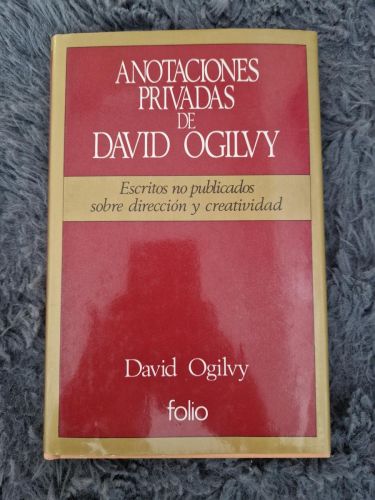 ANOTACIONES
PRIVADAS
DE
DAVID OGILVY
Escritos no publicados
sobre dirección y creatividad
David Ogilvy
folio